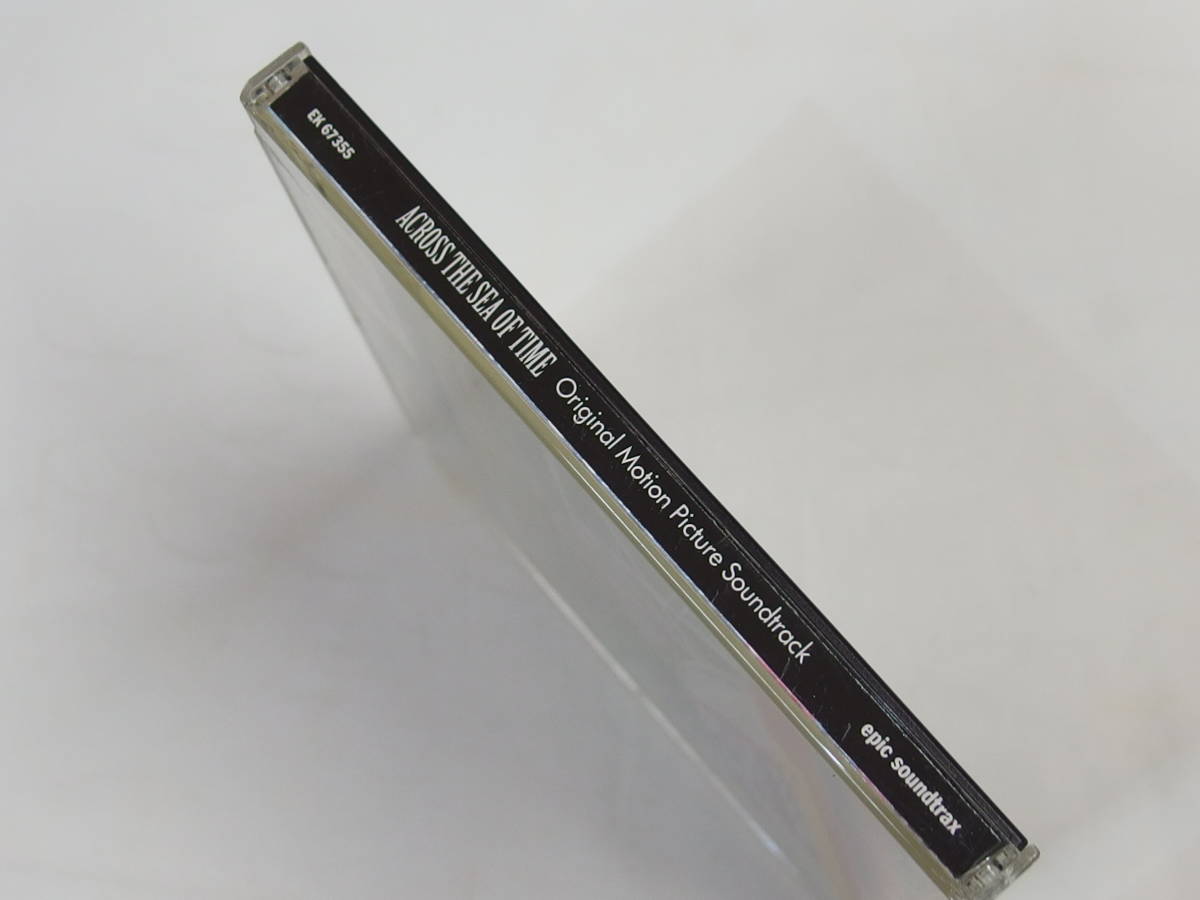 EK 67355
ACROSS THE SEA OF TIME Original Motion Picture Soundtrack
epic soundtrax